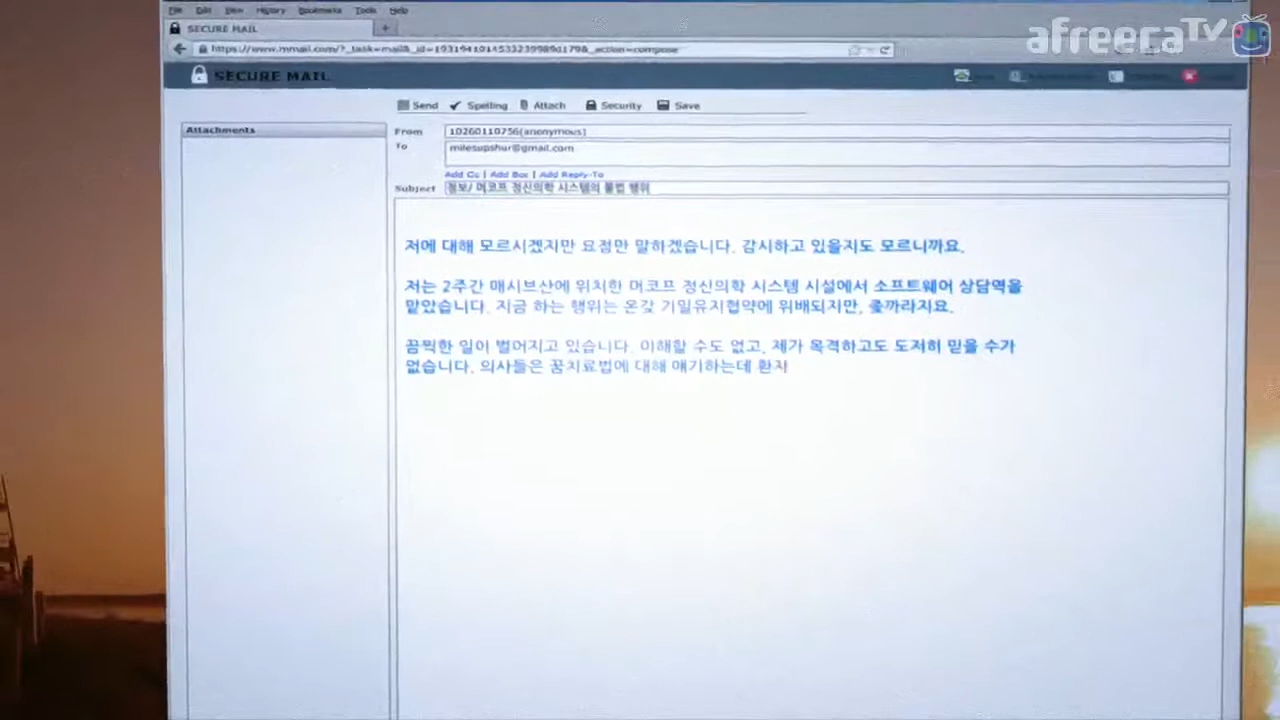 File Edit View History Bookmarks Tools Help
afreecaTV
SECURE MAIL
SECURE MAIL
Send Spelling Attach Security Save
Attachments
From 10260110756(anonymous)
To milesupshur@gmail.com
Add Cc | Add Bcc | Add Reply-To
Subject 정보/ 머코프 정신의학 시스템의 불법 행위
저에 대해 모르시겠지만 요점만 말하겠습니다. 감시하고 있을지도 모르니까요.
저는 2주간 매시브산에 위치한 머코프 정신의학 시스템 시설에서 소프트웨어 상담역을
맡았습니다. 지금 하는 행위는 온갖 기밀유지협약에 위배되지만, 좆까라지요.
끔찍한 일이 벌어지고 있습니다. 이해할 수도 없고, 제가 목격하고도 도저히 믿을 수가
없습니다. 의사들은 꿈치료법에 대해 얘기하는데 환자